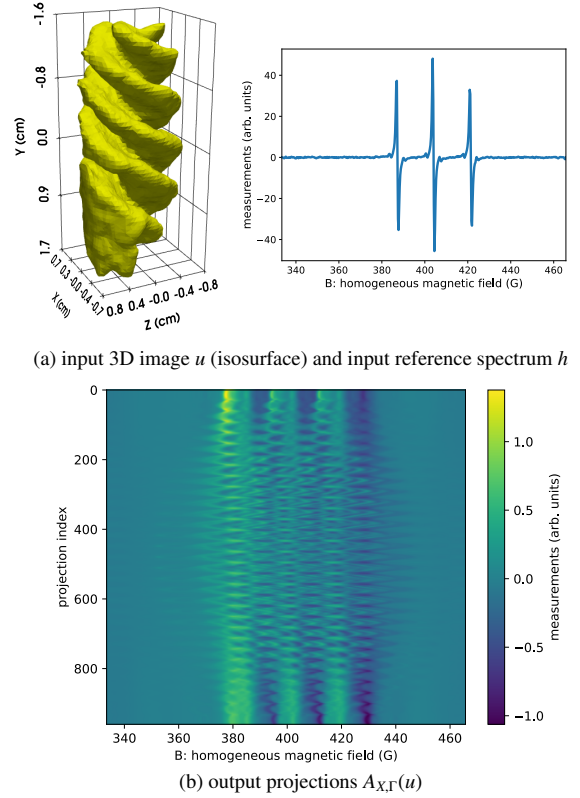 -1.6
-0.8
0.0
0.9
1.7
Y (cm)
0.7 0.3 -0.0 -0.4 -0.7
X (cm)
0.8 0.4 -0.0 -0.4 -0.8
Z (cm)
40
20
0
−20
−40
measurements (arb. units)
340 360 380 400 420 440 460
B: homogeneous magnetic field (G)
(a) input 3D image u (isosurface) and input reference spectrum h
0
200
400
600
800
projection index
340 360 380 400 420 440 460
B: homogeneous magnetic field (G)
1.0
0.5
0.0
−0.5
−1.0
measurements (arb. units)
(b) output projections A_{X,Γ}(u)